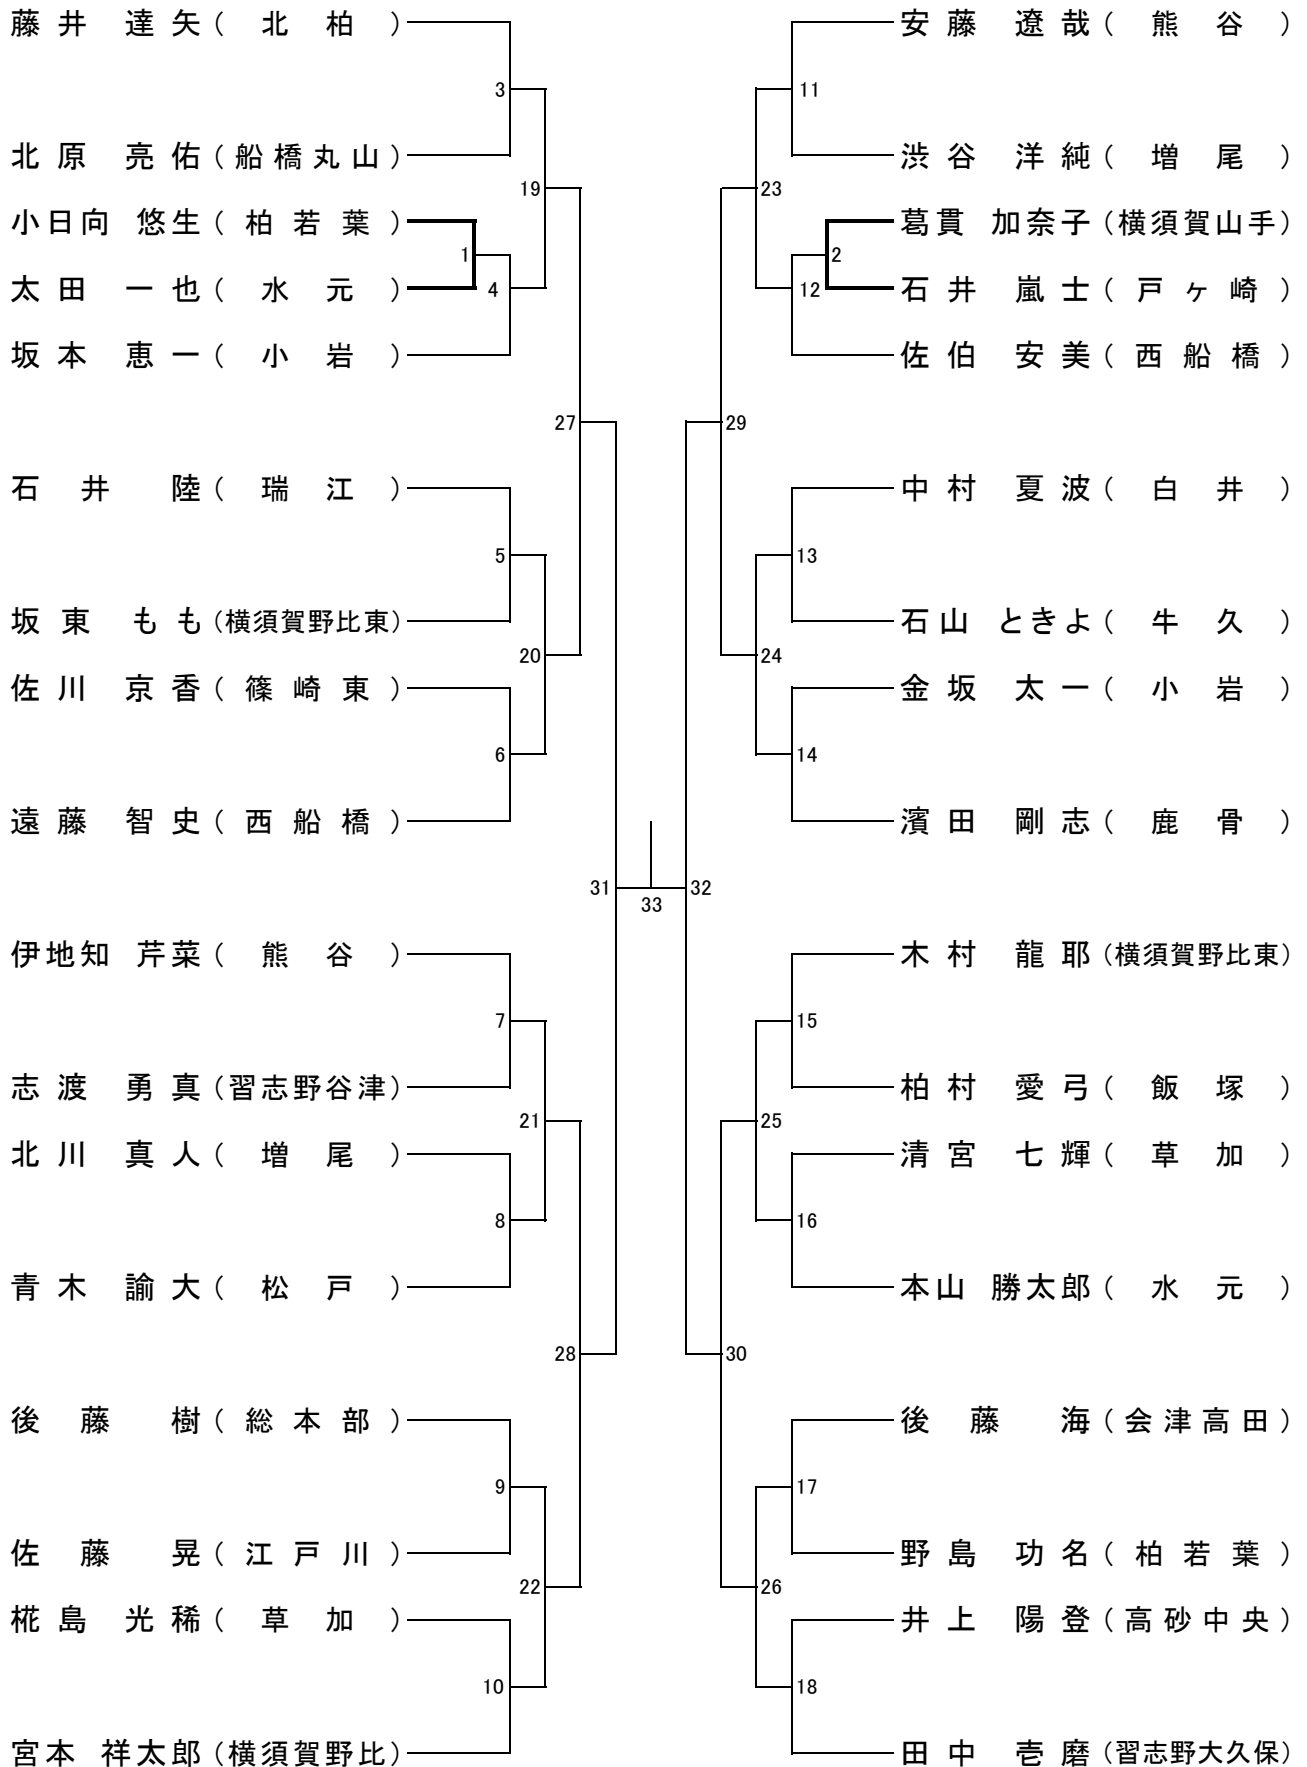 藤井 達矢（北柏）
3
北原 亮佑（船橋丸山）
19
小日向 悠生（柏若葉）
1
太田 一也（水元）
4
坂本 恵一（小岩）
27
石井 陸（瑞江）
5
坂東 もも（横須賀野比東）
20
佐川 京香（篠崎東）
6
遠藤 智史（西船橋）
31
伊地知 芹菜（熊谷）
7
志渡 勇真（習志野谷津）
21
北川 真人（増尾）
8
青木 諭大（松戸）
28
後藤 樹（総本部）
9
佐藤 晃（江戸川）
22
椛島 光稀（草加）
10
宮本 祥太郎（横須賀野比）
33
安藤 遼哉（熊谷）
11
渋谷 洋純（増尾）
23
葛貫 加奈子（横須賀山手）
2
石井 嵐士（戸ヶ崎）
12
佐伯 安美（西船橋）
29
中村 夏波（白井）
13
石山 ときよ（牛久）
24
金坂 太一（小岩）
14
濱田 剛志（鹿骨）
32
木村 龍耶（横須賀野比東）
15
柏村 愛弓（飯塚）
25
清宮 七輝（草加）
16
本山 勝太郎（水元）
30
後藤 海（会津高田）
17
野島 功名（柏若葉）
26
井上 陽登（高砂中央）
18
田中 壱磨（習志野大久保）